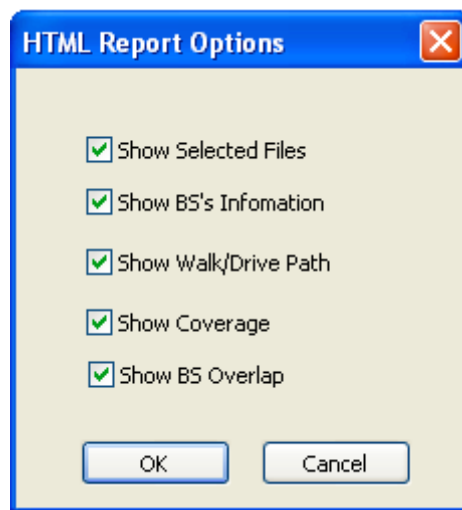 HTML Report Options
Show Selected Files
Show BS's Infomation
Show Walk/Drive Path
Show Coverage
Show BS Overlap
OK Cancel